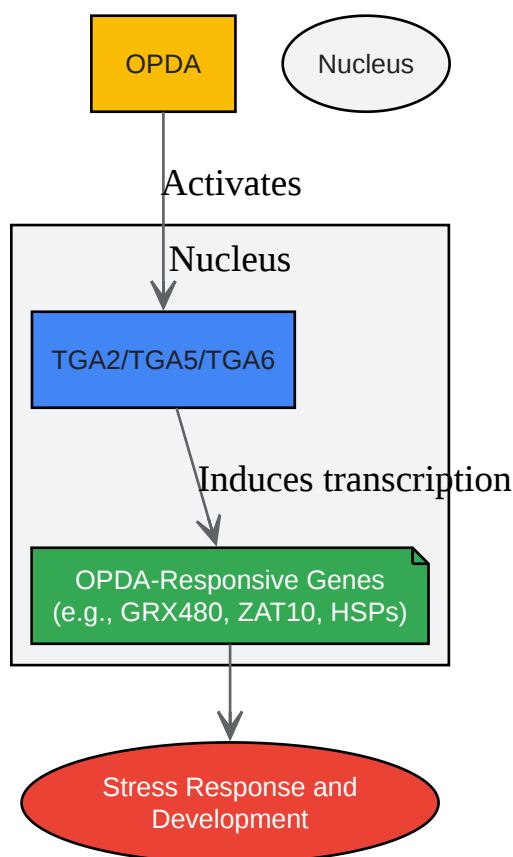 OPDA
Nucleus
Activates
Nucleus
TGA2/TGA5/TGA6
Induces transcription
OPDA-Responsive Genes
(e.g., GRX480, ZAT10, HSPs)
Stress Response and
Development